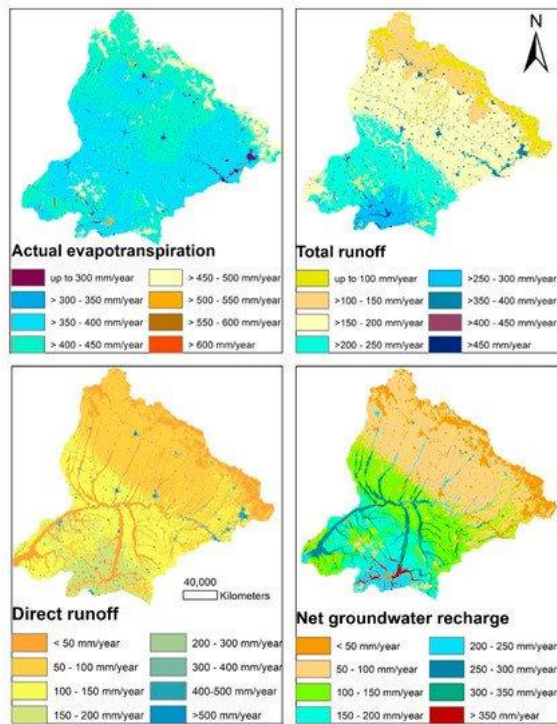 N
Actual evapotranspiration
up to 300 mm/year
> 300 - 350 mm/year
> 350 - 400 mm/year
> 400 - 450 mm/year
> 450 - 500 mm/year
> 500 - 550 mm/year
> 550 - 600 mm/year
> 600 mm/year
Total runoff
up to 100 mm/year
>100 - 150 mm/year
>150 - 200 mm/year
>200 - 250 mm/year
>250 - 300 mm/year
>350 - 400 mm/year
>400 - 450 mm/year
>450 mm/year
40,000
Kilometers
Direct runoff
< 50 mm/year
50 - 100 mm/year
100 - 150 mm/year
150 - 200 mm/year
200 - 300 mm/year
300 - 400 mm/year
400-500 mm/year
>500 mm/year
Net groundwater recharge
< 50 mm/year
50 - 100 mm/year
100 - 150 mm/year
150 - 200 mm/year
200 - 250 mm/year
250 - 300 mm/year
300 - 350 mm/year
> 350 mm/year